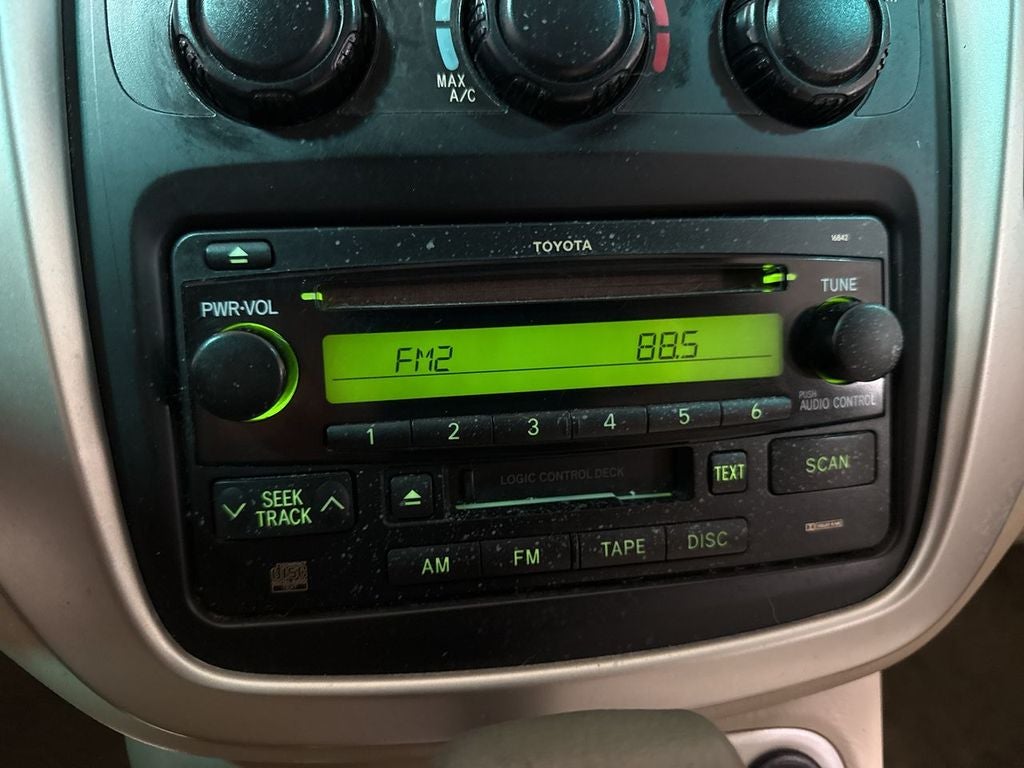 MAX
A/C
TOYOTA
16842
PWR·VOL
TUNE
FM2 88.5
PUSH
AUDIO CONTROL
1 2 3 4 5 6
SEEK
TRACK
LOGIC CONTROL DECK
TEXT
SCAN
AM FM TAPE DISC
disc